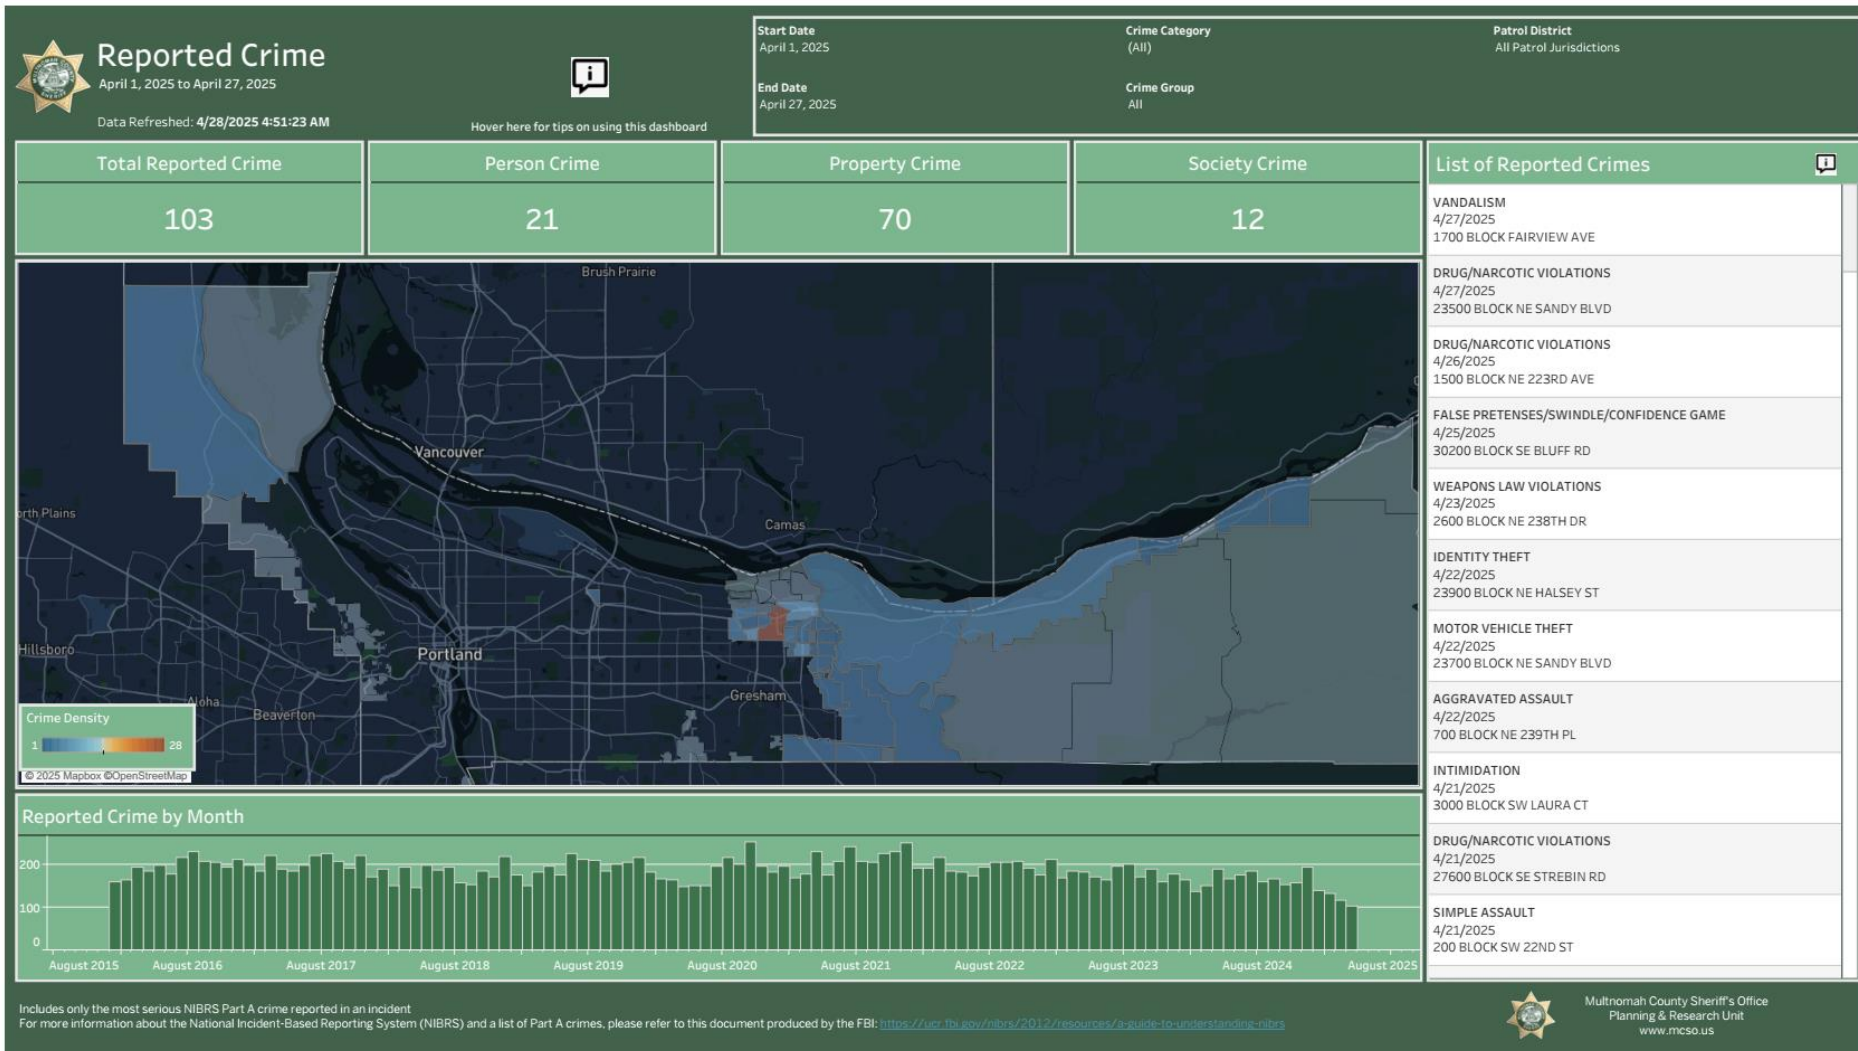 Reported Crime
April 1, 2025 to April 27, 2025
Data Refreshed: 4/28/2025 4:51:23 AM
Hover here for tips on using this dashboard
Start Date
April 1, 2025
End Date
April 27, 2025
Crime Category
(All)
Crime Group
All
Patrol District
All Patrol Jurisdictions
Total Reported Crime
103
Person Crime
21
Property Crime
70
Society Crime
12
Brush Prairie
Vancouver
orth Plains
Camas
Hillsboro
Portland
Gresham
Aloha
Beaverton
Crime Density
1 28
© 2025 Mapbox ©OpenStreetMap
Reported Crime by Month
200
100
0
August 2015 August 2016 August 2017 August 2018 August 2019 August 2020 August 2021 August 2022 August 2023 August 2024 August 2025
List of Reported Crimes
VANDALISM
4/27/2025
1700 BLOCK FAIRVIEW AVE
DRUG/NARCOTIC VIOLATIONS
4/27/2025
23500 BLOCK NE SANDY BLVD
DRUG/NARCOTIC VIOLATIONS
4/26/2025
1500 BLOCK NE 223RD AVE
FALSE PRETENSES/SWINDLE/CONFIDENCE GAME
4/25/2025
30200 BLOCK SE BLUFF RD
WEAPONS LAW VIOLATIONS
4/23/2025
2600 BLOCK NE 238TH DR
IDENTITY THEFT
4/22/2025
23900 BLOCK NE HALSEY ST
MOTOR VEHICLE THEFT
4/22/2025
23700 BLOCK NE SANDY BLVD
AGGRAVATED ASSAULT
4/22/2025
700 BLOCK NE 239TH PL
INTIMIDATION
4/21/2025
3000 BLOCK SW LAURA CT
DRUG/NARCOTIC VIOLATIONS
4/21/2025
27600 BLOCK SE STREBIN RD
SIMPLE ASSAULT
4/21/2025
200 BLOCK SW 22ND ST
Includes only the most serious NIBRS Part A crime reported in an incident
For more information about the National Incident-Based Reporting System (NIBRS) and a list of Part A crimes, please refer to this document produced by the FBI: https://ucr.fbi.gov/nibrs/2012/resources/a-guide-to-understanding-nibrs
Multnomah County Sheriff's Office
Planning & Research Unit
www.mcso.us